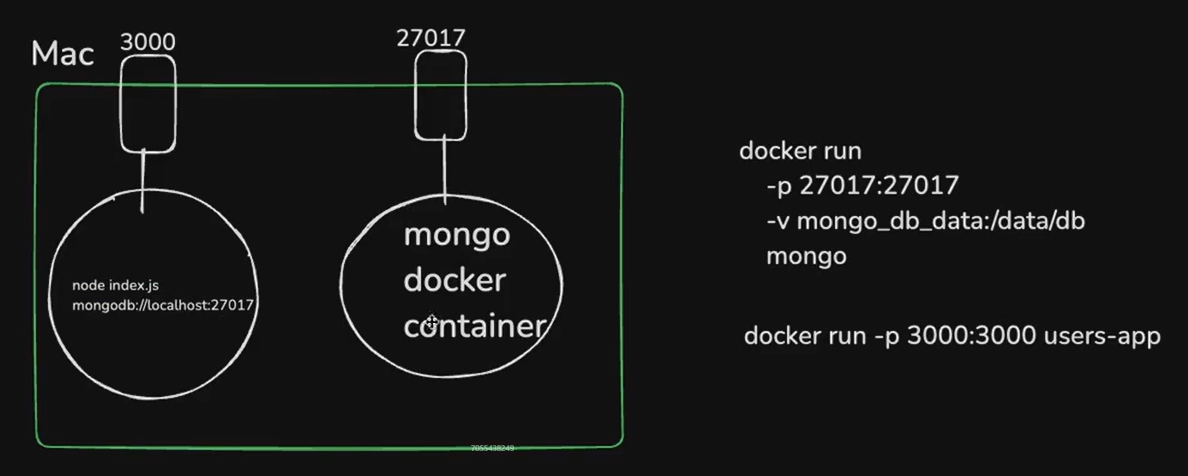 Mac
3000
27017
node index.js
mongodb://localhost:27017
mongo
docker
container
docker run
-p 27017:27017
-v mongo_db_data:/data/db
mongo
docker run -p 3000:3000 users-app
7055438249